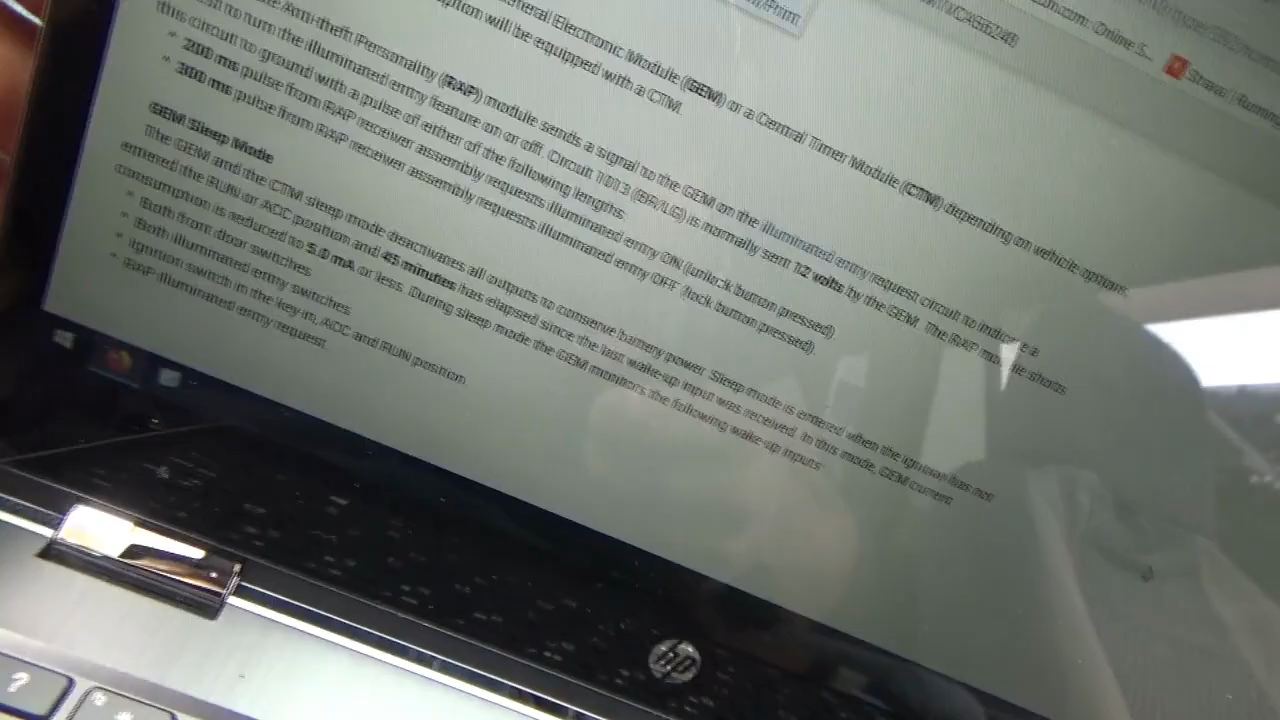 Print
com: Online S...
Strava | Running
neral Electronic Module (GEM) or a Central Timer Module (CTM) depending on vehicle options.
ption will be equipped with a CTM.
te Anti-theft Personality (RAP) module sends a signal to the GEM on the illuminated entry request circuit to indicate a
to turn the illuminated entry feature on or off. Circuit 1013 (BR/LG) is normally sent 12 volts by the GEM. The RAP module shorts
this circuit to ground with a pulse of either of the following lengths:
200 ms pulse from RAP receiver assembly requests illuminated entry ON (unlock button pressed)
300 ms pulse from RAP receiver assembly requests illuminated entry OFF (lock button pressed).
GEM Sleep Mode
The GEM and the CTM sleep mode deactivates all outputs to conserve battery power. Sleep mode is entered when the ignition has not
entered the RUN or ACC position and 45 minutes has elapsed since the last wake-up input was received. In this mode, GEM current
consumption is reduced to 5.0 mA or less. During sleep mode the GEM monitors the following wake-up inputs:
Both front door switches
Both illuminated entry switches
Ignition switch in the key-in, ACC and RUN position
RAP illuminated entry request
hp
?